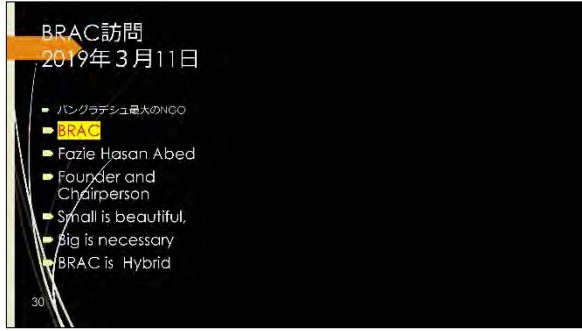 BRAC訪問
2019年３月11日
バングラデシュ最大のNGO
BRAC
Fazie Hasan Abed
Founder and
Chairperson
Small is beautiful,
Big is necessary
BRAC is Hybrid
30